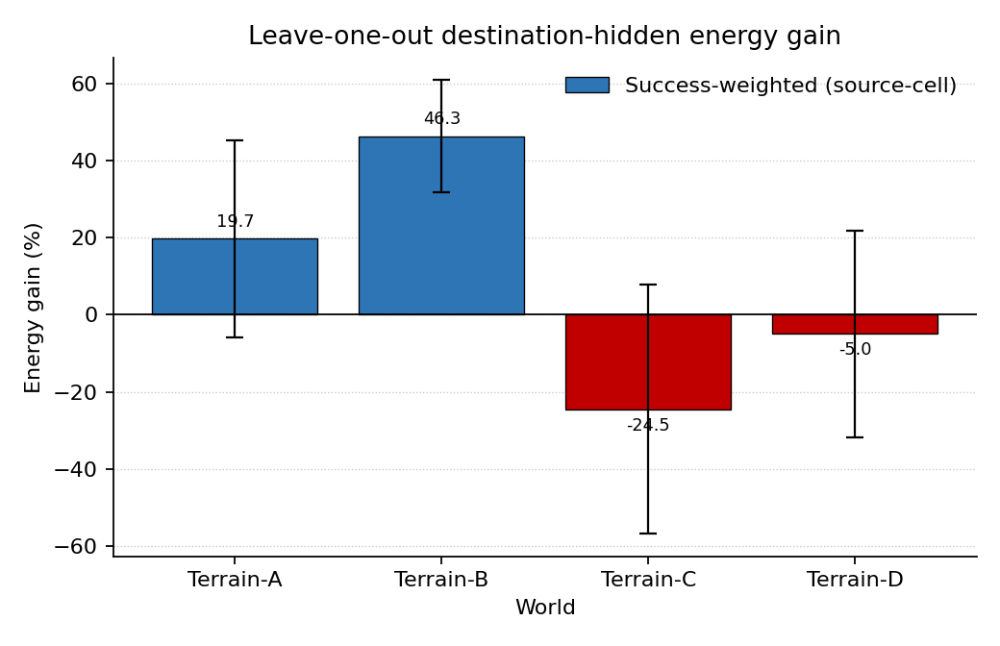 Leave-one-out destination-hidden energy gain
Success-weighted (source-cell)
Energy gain (%)
60
40
20
0
−20
−40
−60
19.7
46.3
-24.5
-5.0
Terrain-A
Terrain-B
Terrain-C
Terrain-D
World